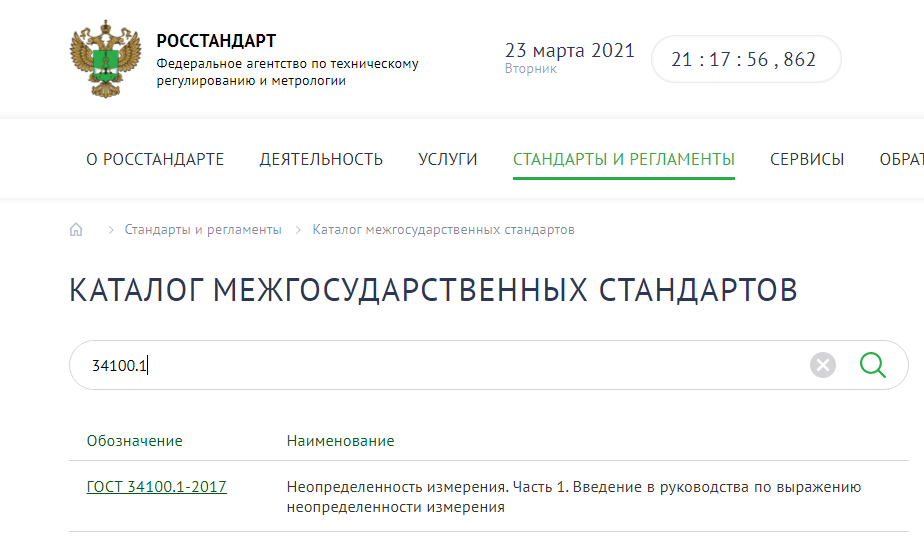 РОССТАНДАРТ
Федеральное агентство по техническому
регулированию и метрологии
23 марта 2021
Вторник
21 : 17 : 56 , 862
О РОССТАНДАРТЕ ДЕЯТЕЛЬНОСТЬ УСЛУГИ СТАНДАРТЫ И РЕГЛАМЕНТЫ СЕРВИСЫ ОБРАТ
Стандарты и регламенты > Каталог межгосударственных стандартов
КАТАЛОГ МЕЖГОСУДАРСТВЕННЫХ СТАНДАРТОВ
34100.1
Обозначение Наименование
ГОСТ 34100.1-2017 Неопределенность измерения. Часть 1. Введение в руководства по выражению
неопределенности измерения